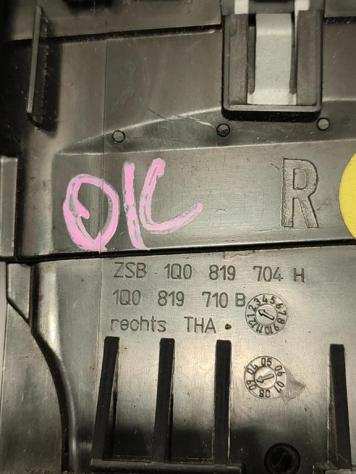 OK
R
ZSB 1Q0 819 704 H
1Q0 819 710 B
rechts THA